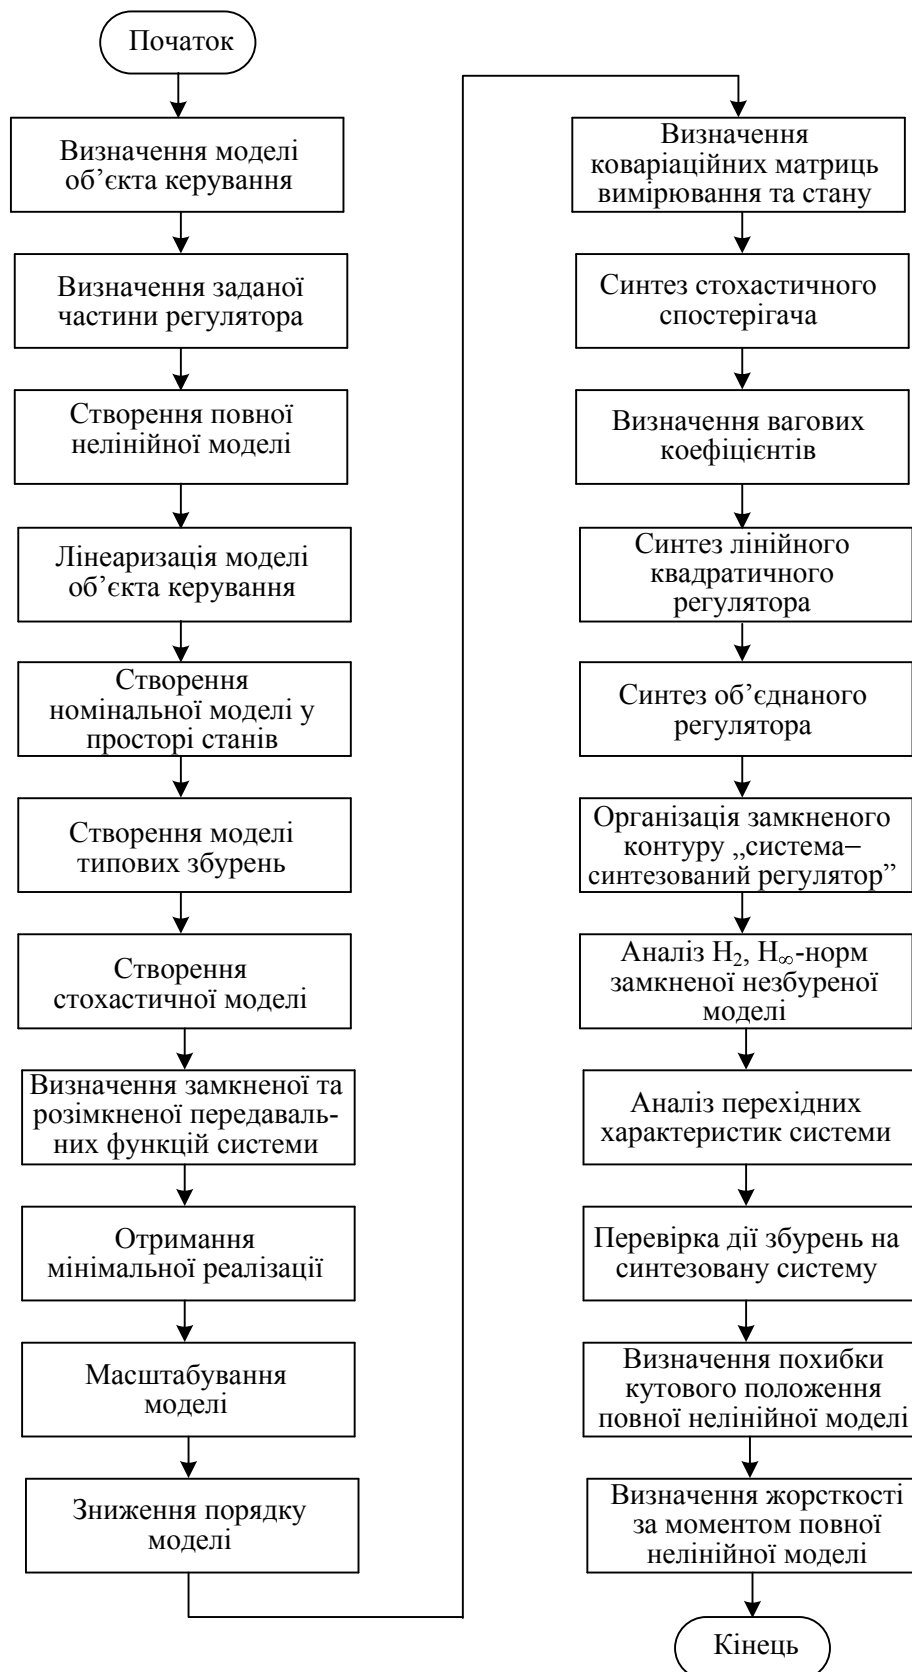 Початок
Визначення моделі
об’єкта керування
Визначення заданої
частини регулятора
Створення повної
нелінійної моделі
Лінеаризація моделі
об’єкта керування
Створення
номінальної моделі у
просторі станів
Створення моделі
типових збурень
Створення
стохастичної моделі
Визначення замкненої та
розімкненої передаваль-
них функцій системи
Отримання
мінімальної реалізації
Масштабування
моделі
Зниження порядку
моделі
Визначення
коваріаційних матриць
вимірювання та стану
Синтез стохастичного
спостерігача
Визначення вагових
коефіцієнтів
Синтез лінійного
квадратичного
регулятора
Синтез об’єднаного
регулятора
Організація замкненого
контуру „система–
синтезований регулятор”
Аналіз H₂, H∞-норм
замкненої незбуреної
моделі
Аналіз перехідних
характеристик системи
Перевірка дії збурень на
синтезовану систему
Визначення похибки
кутового положення
повної нелінійної моделі
Визначення жорсткості
за моментом повної
нелінійної моделі
Кінець